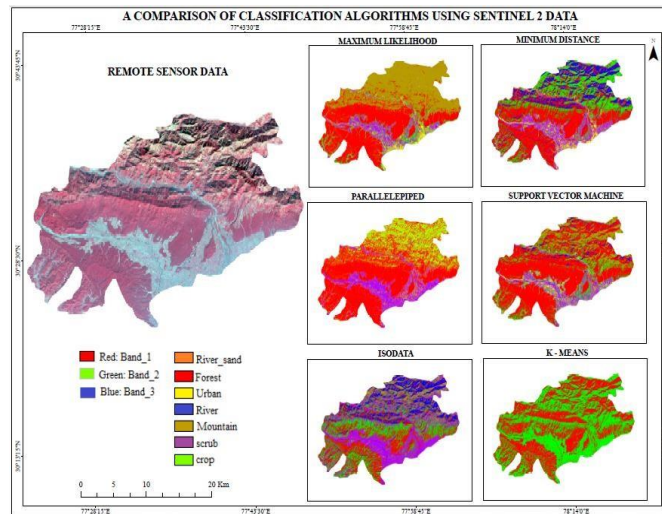 A COMPARISON OF CLASSIFICATION ALGORITHMS USING SENTINEL 2 DATA
77°28'15"E 77°43'30"E 77°58'45"E 78°14'0"E
REMOTE SENSOR DATA
MAXIMUM LIKELIHOOD
MINIMUM DISTANCE
N
30°28'30"N
PARALLELEPIPED
SUPPORT VECTOR MACHINE
Red: Band_1
Green: Band_2
Blue: Band_3
River_sand
Forest
Urban
River
Mountain
scrub
crop
ISODATA
K - MEANS
0 5 10 20 Km
77°28'15"E 77°43'30"E 77°58'45"E 78°14'0"E